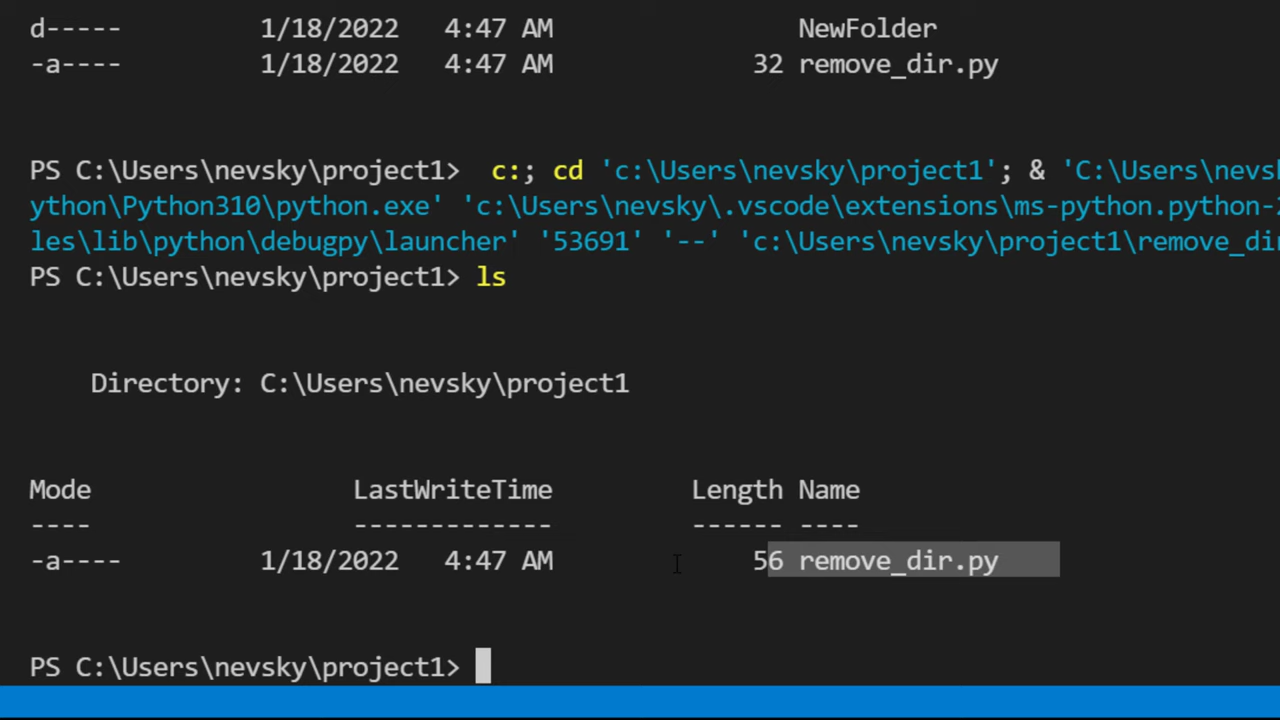 d----- 1/18/2022 4:47 AM NewFolder
-a---- 1/18/2022 4:47 AM 32 remove_dir.py
PS C:\Users\nevsky\project1>  c:; cd 'c:\Users\nevsky\project1'; & 'C:\Users\nevs
ython\Python310\python.exe' 'c:\Users\nevsky\.vscode\extensions\ms-python.python-
les\lib\python\debugpy\launcher' '53691' '--' 'c:\Users\nevsky\project1\remove_di
PS C:\Users\nevsky\project1> ls
Directory: C:\Users\nevsky\project1
Mode LastWriteTime Length Name
---- ------------- ------ ----
-a---- 1/18/2022 4:47 AM 56 remove_dir.py
PS C:\Users\nevsky\project1>